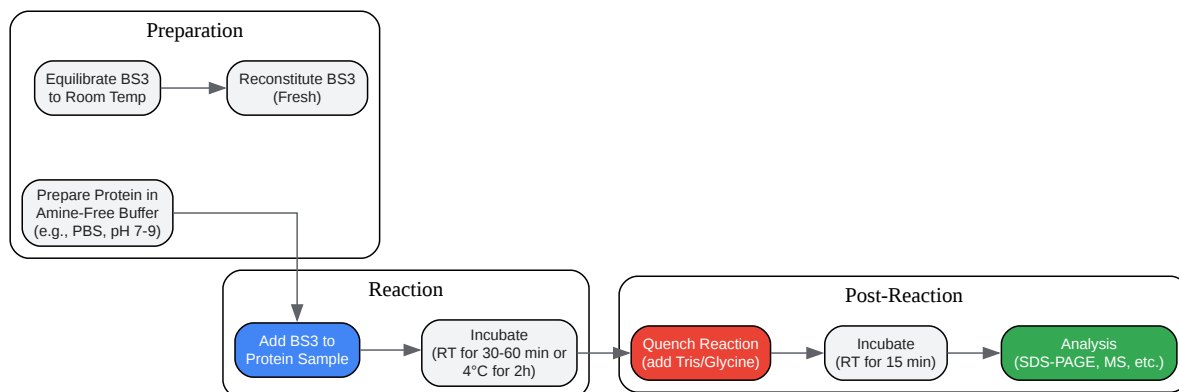 Preparation
Equilibrate BS3
to Room Temp
Reconstitute BS3
(Fresh)
Prepare Protein in
Amine-Free Buffer
(e.g., PBS, pH 7-9)
Reaction
Add BS3 to
Protein Sample
Incubate
(RT for 30-60 min or
4°C for 2h)
Post-Reaction
Quench Reaction
(add Tris/Glycine)
Incubate
(RT for 15 min)
Analysis
(SDS-PAGE, MS, etc.)